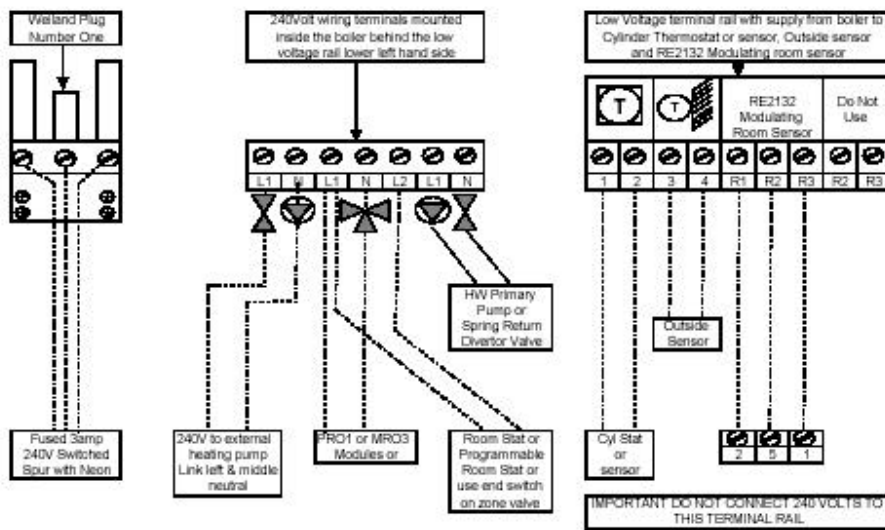 Weiland Plug
Number One
240Volt wiring terminals mounted
inside the boiler behind the low
voltage rail lower left hand side
Low Voltage terminal rail with supply from boiler to
Cylinder Thermostat or sensor, Outside sensor
and RE2132 Modulating room sensor
T
T
RE2132
Modulating
Room Sensor
Do Not
Use
L1 N L1 N L2 L1 N
1 2 3 4 R1 R2 R3 R2 R3
HW Primary
Pump or
Spring Return
Divertor Valve
Outside
Sensor
Fused 3amp
240V Switched
Spur with Neon
240V to external
heating pump
Link left & middle
neutral
PRO1 or MRO3
Modules or
Room Stat or
Programmable
Room Stat or
use end switch
on zone valve
Cyl Stat
or
sensor
2 5 1
IMPORTANT DO NOT CONNECT 240 VOLTS TO
THIS TERMINAL RAIL